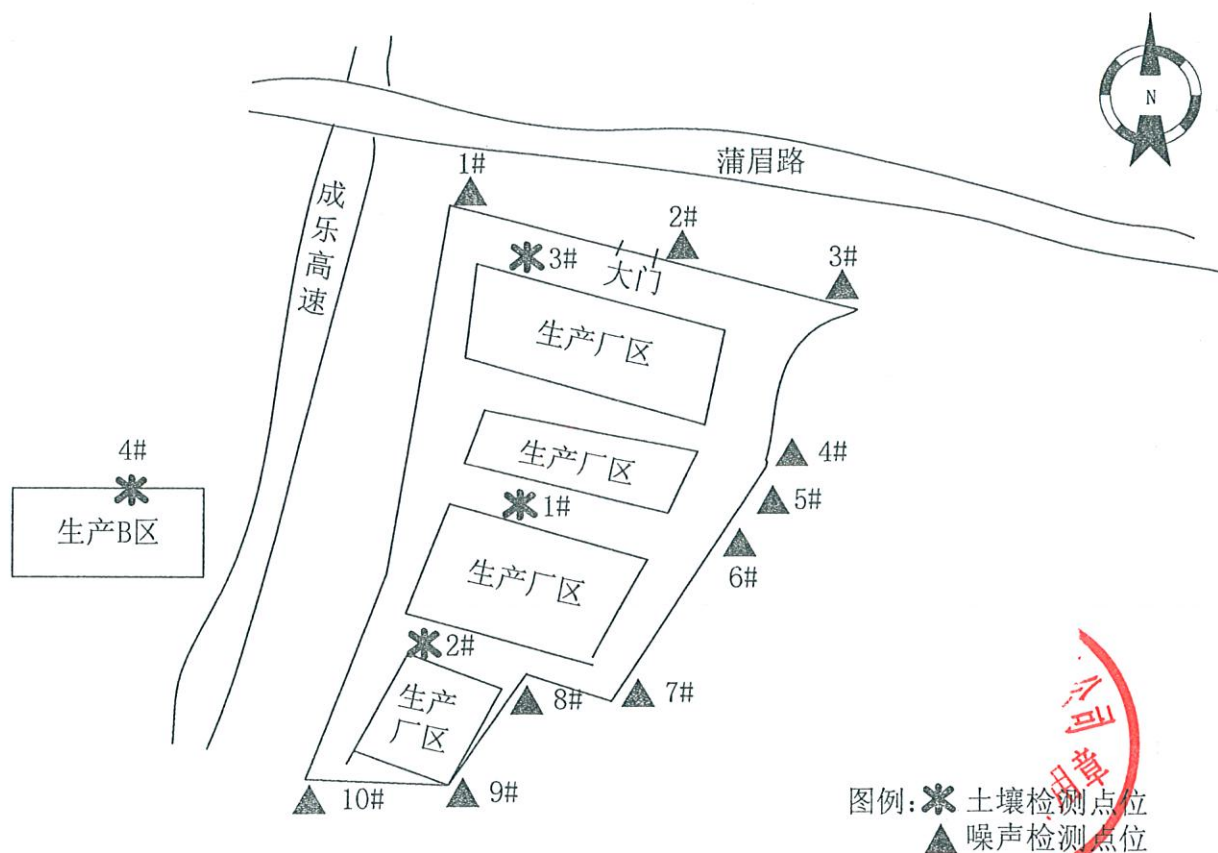 N
蒲眉路
成乐高速
1#
2#
3#
3#
大门
生产厂区
生产厂区
4#
4#
5#
生产B区
1#
6#
生产厂区
2#
7#
8#
生产
厂区
9#
10#
公司
章
图例: 土壤检测点位
噪声检测点位